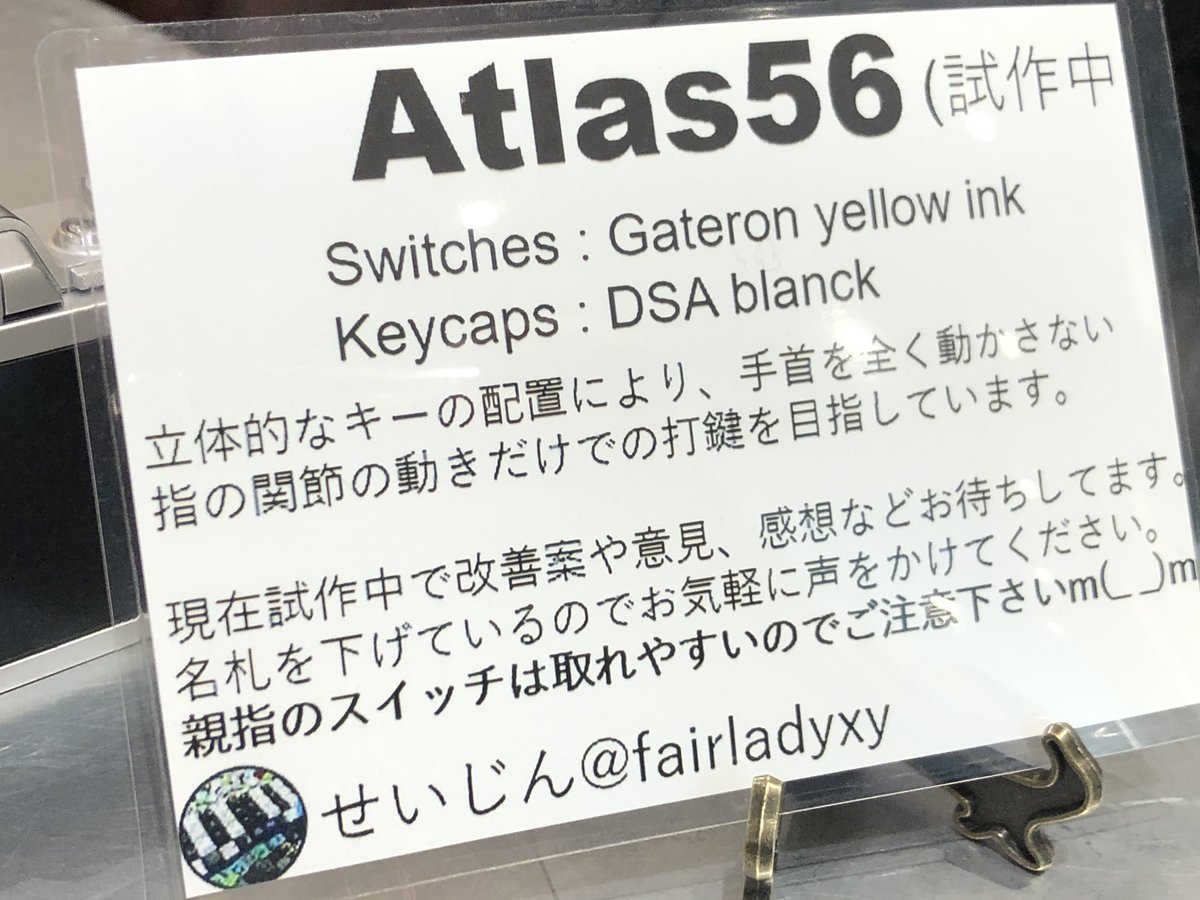 Atlas56 (試作中
Switches : Gateron yellow ink
Keycaps : DSA blanck
立体的なキーの配置により、手首を全く動かさない
指の関節の動きだけでの打鍵を目指しています。
現在試作中で改善案や意見、感想などお待ちしてます。
名札を下げているのでお気軽に声をかけてください。
親指のスイッチは取れやすいのでご注意下さいm(_ _)m
せいじん@fairladyxy